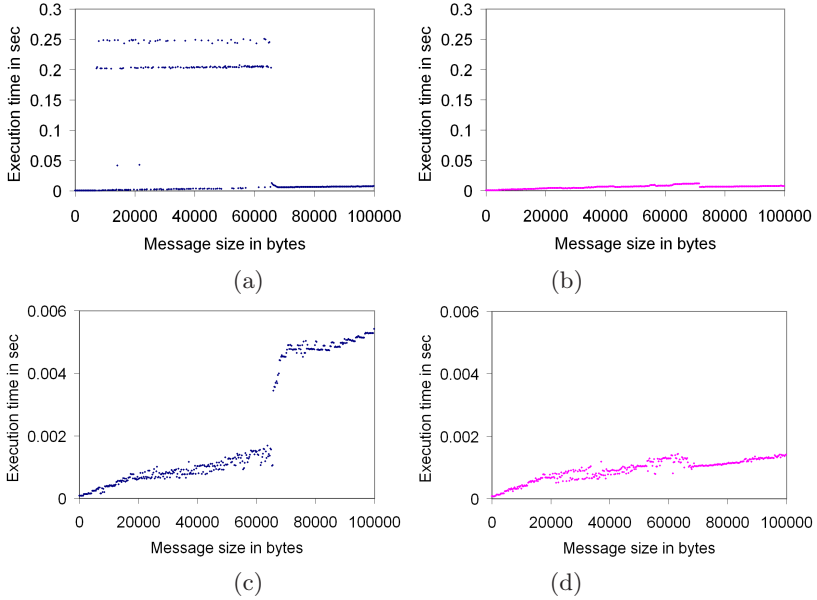 0.3
0.25
0.2
0.15
0.1
0.05
0
Execution time in sec
0 20000 40000 60000 80000 100000
Message size in bytes
(a)
0.3
0.25
0.2
0.15
0.1
0.05
0
Execution time in sec
0 20000 40000 60000 80000 100000
Message size in bytes
(b)
0.006
0.004
0.002
0
Execution time in sec
0 20000 40000 60000 80000 100000
Message size in bytes
(c)
0.006
0.004
0.002
0
Execution time in sec
0 20000 40000 60000 80000 100000
Message size in bytes
(d)